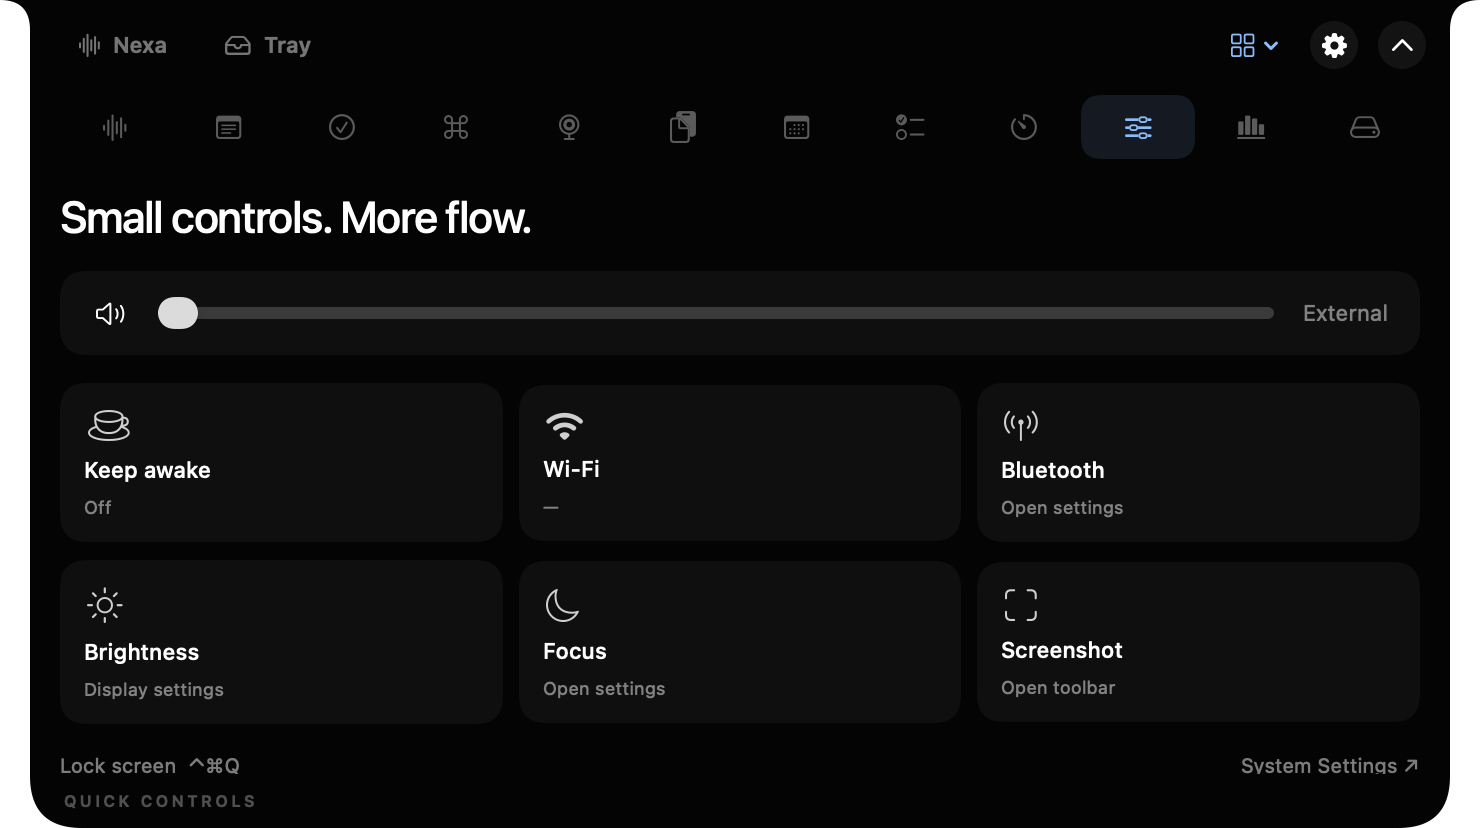 Nexa
Tray
Small controls. More flow.
External
Keep awake
Off
Wi-Fi
—
Bluetooth
Open settings
Brightness
Display settings
Focus
Open settings
Screenshot
Open toolbar
Lock screen ^⌘Q
System Settings ↗
QUICK CONTROLS